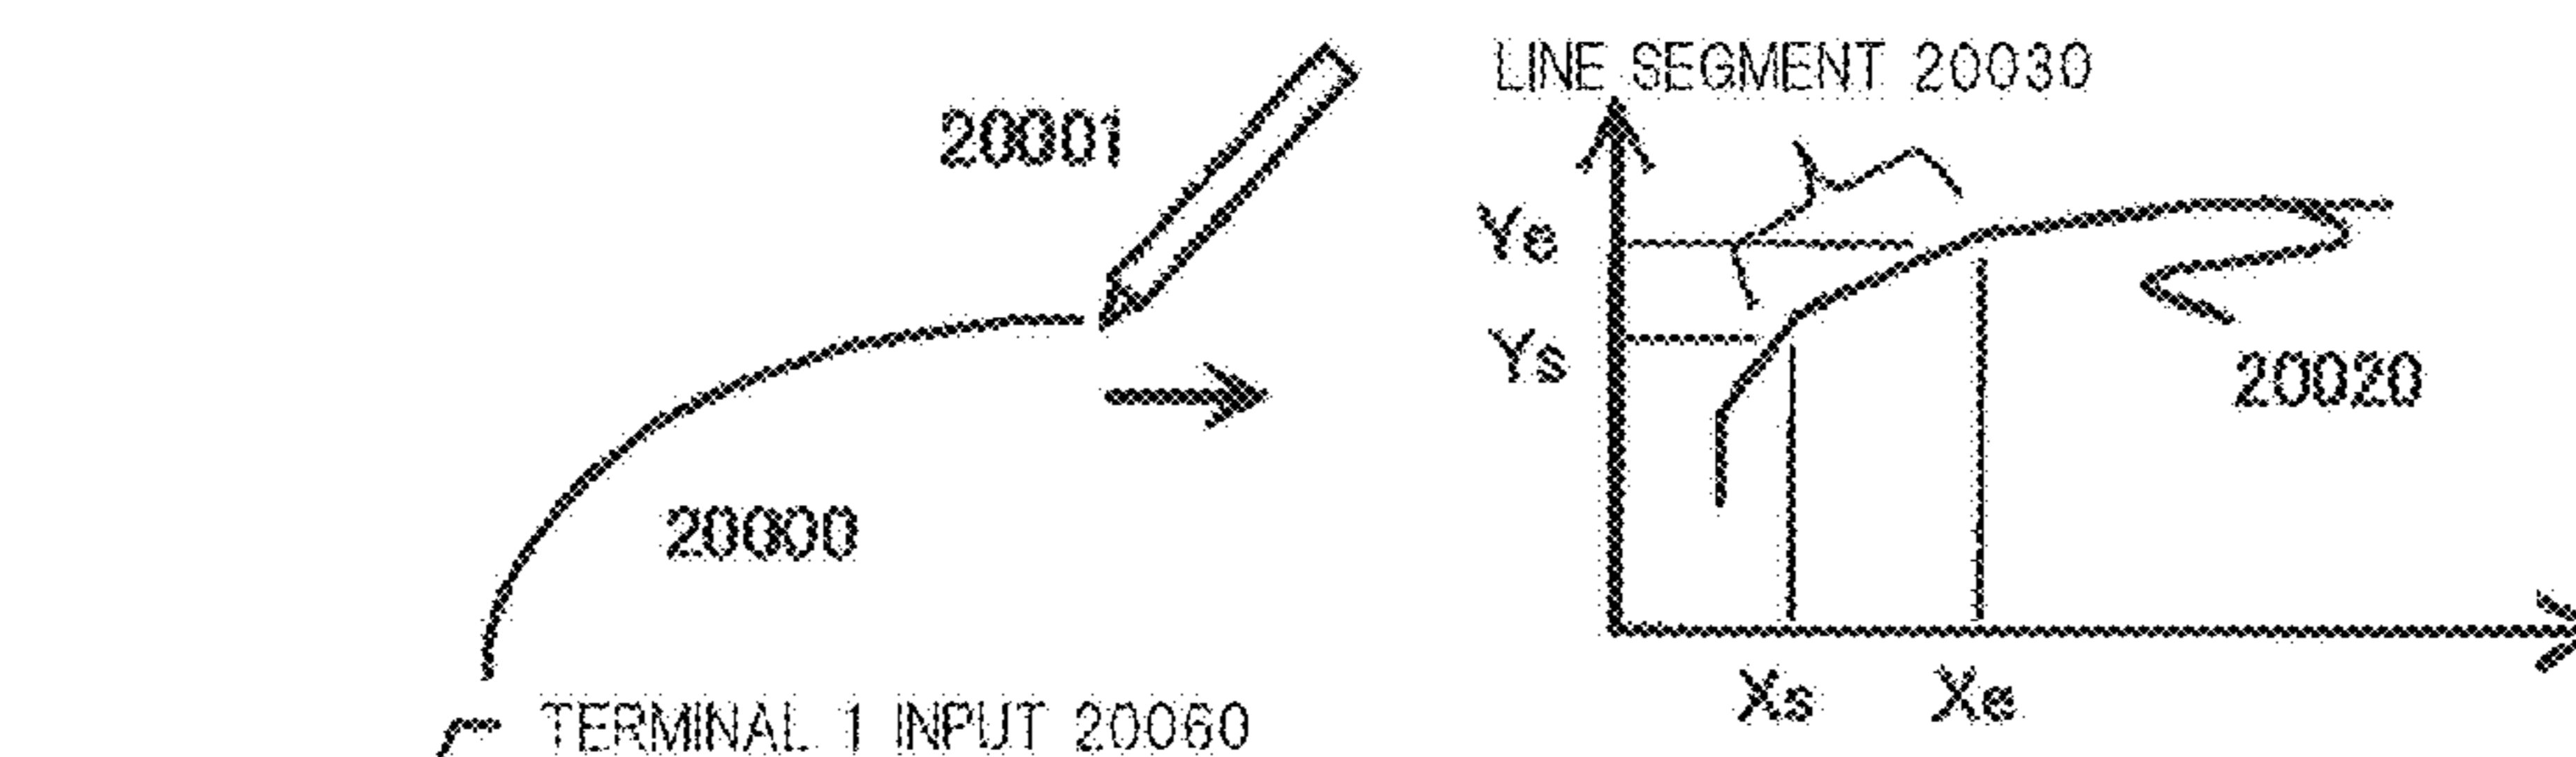 20001
20000
TERMINAL 1 INPUT 20060
LINE SEGMENT 20030
Ye
Ys
20020
Xs
Xe